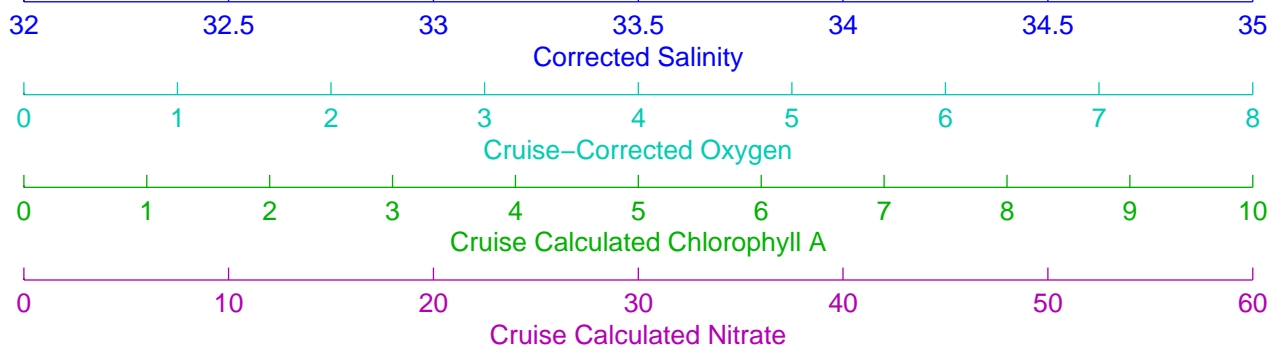 32 32.5 33 33.5 34 34.5 35
Corrected Salinity
0 1 2 3 4 5 6 7 8
Cruise−Corrected Oxygen
0 1 2 3 4 5 6 7 8 9 10
Cruise Calculated Chlorophyll A
0 10 20 30 40 50 60
Cruise Calculated Nitrate